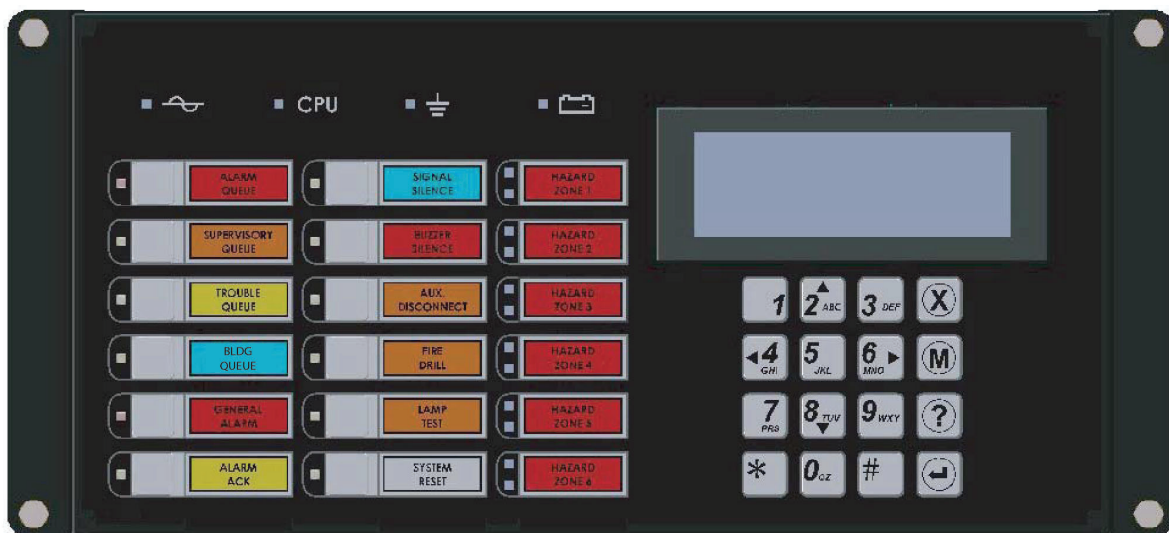 CPU
ALARM
QUEUE
SIGNAL
SILENCE
HAZARD
ZONE 1
SUPERVISORY
QUEUE
BUZZER
SILENCE
HAZARD
ZONE 2
TROUBLE
QUEUE
AUX.
DISCONNECT
HAZARD
ZONE 3
BLDG
QUEUE
FIRE
DRILL
HAZARD
ZONE 4
GENERAL
ALARM
LAMP
TEST
HAZARD
ZONE 5
ALARM
ACK
SYSTEM
RESET
HAZARD
ZONE 6
1
2 ABC
3 DEF
X
4
GHI
5
JKL
6
MNO
M
7
PRS
8 TUV
9 WXY
?
*
0 QZ
#